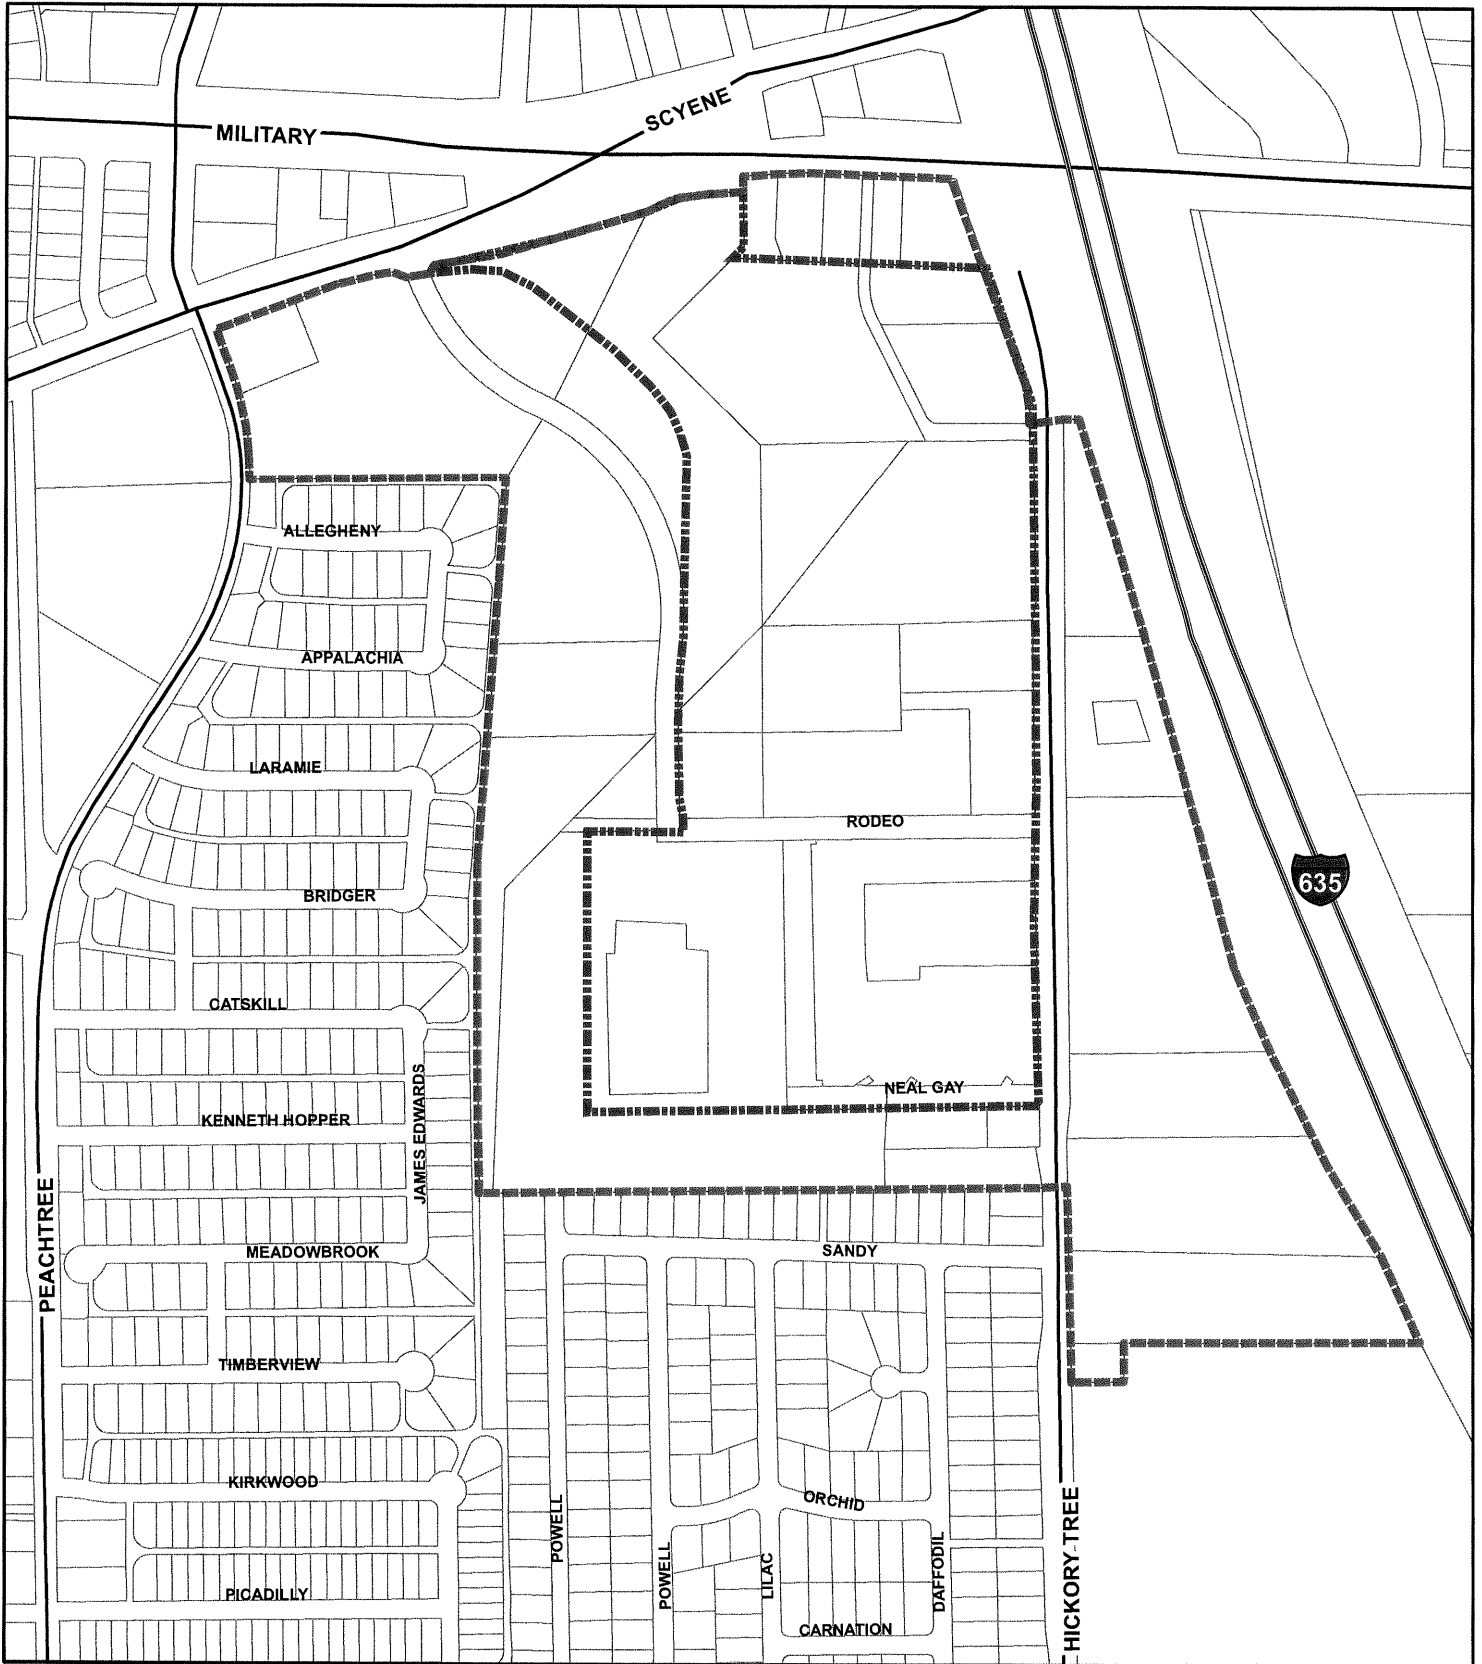 SCYENE
MILITARY
ALLEGHENY
APPALACHIA
LARAMIE
RODEO
635
BRIDGER
CATSKILL
NEAL GAY
KENNETH HOPPER
JAMES EDWARDS
PEACHTREE
MEADOWBROOK
SANDY
TIMBERVIEW
KIRKWOOD
ORCHID
POWELL
POWELL
LILAC
DAFFODIL
HICKORY TREE
PICADILLY
CARNATION